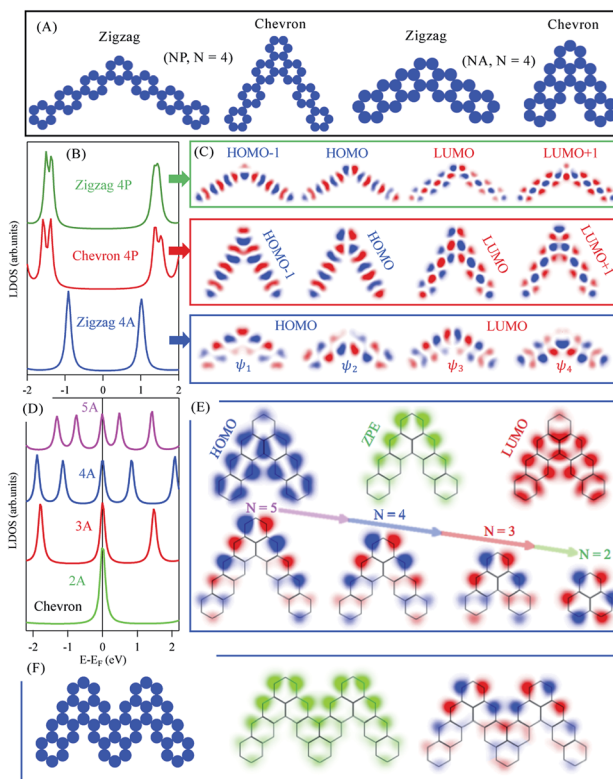 (A)
Zigzag
Chevron
Zigzag
Chevron
(NP, N = 4)
(NA, N = 4)
(B)
LDOS (arb.units)
Zigzag 4P
Chevron 4P
Zigzag 4A
-2 -1 0 1 2
(C)
HOMO-1
HOMO
LUMO
LUMO+1
HOMO-1
HOMO
LUMO
LUMO+1
HOMO
LUMO
ψ1
ψ2
ψ3
ψ4
(D)
LDOS (arb.units)
5A
4A
3A
2A
Chevron
-2 -1 0 1 2
E-EF (eV)
(E)
HOMO
ZPE
LUMO
N = 5
N = 4
N = 3
N = 2
(F)